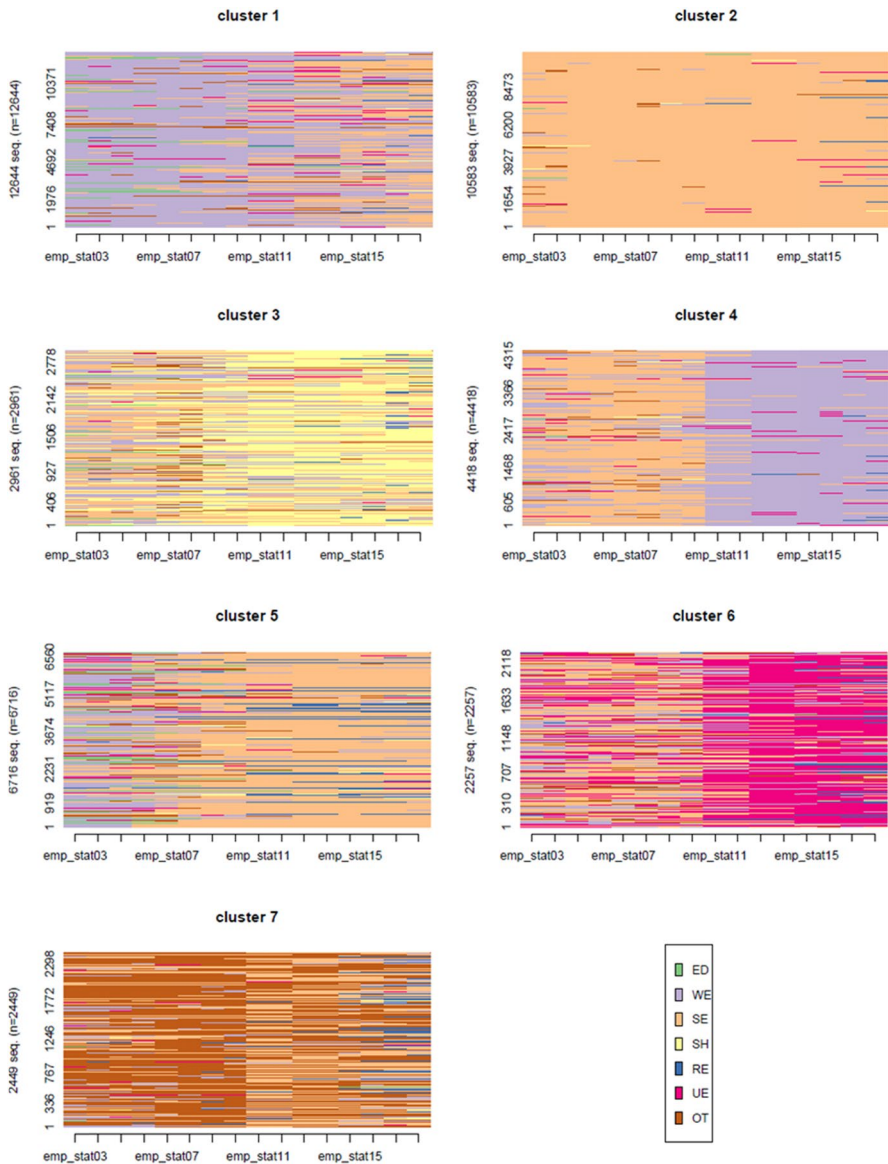 cluster 1
12644 seq. (n=12644)
1 1976 4692 7408 10371
emp_stat03 emp_stat07 emp_stat11 emp_stat15
cluster 2
10583 seq. (n=10583)
1 1654 3927 6200 8473
emp_stat03 emp_stat07 emp_stat11 emp_stat15
cluster 3
2961 seq. (n=2961)
1 406 927 1506 2142 2778
emp_stat03 emp_stat07 emp_stat11 emp_stat15
cluster 4
4418 seq. (n=4418)
1 605 1468 2417 3366 4315
emp_stat03 emp_stat07 emp_stat11 emp_stat15
cluster 5
6716 seq. (n=6716)
1 919 2231 3674 5117 6560
emp_stat03 emp_stat07 emp_stat11 emp_stat15
cluster 6
2257 seq. (n=2257)
1 310 707 1148 1633 2118
emp_stat03 emp_stat07 emp_stat11 emp_stat15
cluster 7
2449 seq. (n=2449)
1 336 767 1246 1772 2298
emp_stat03 emp_stat07 emp_stat11 emp_stat15
ED
WE
SE
SH
RE
UE
OT